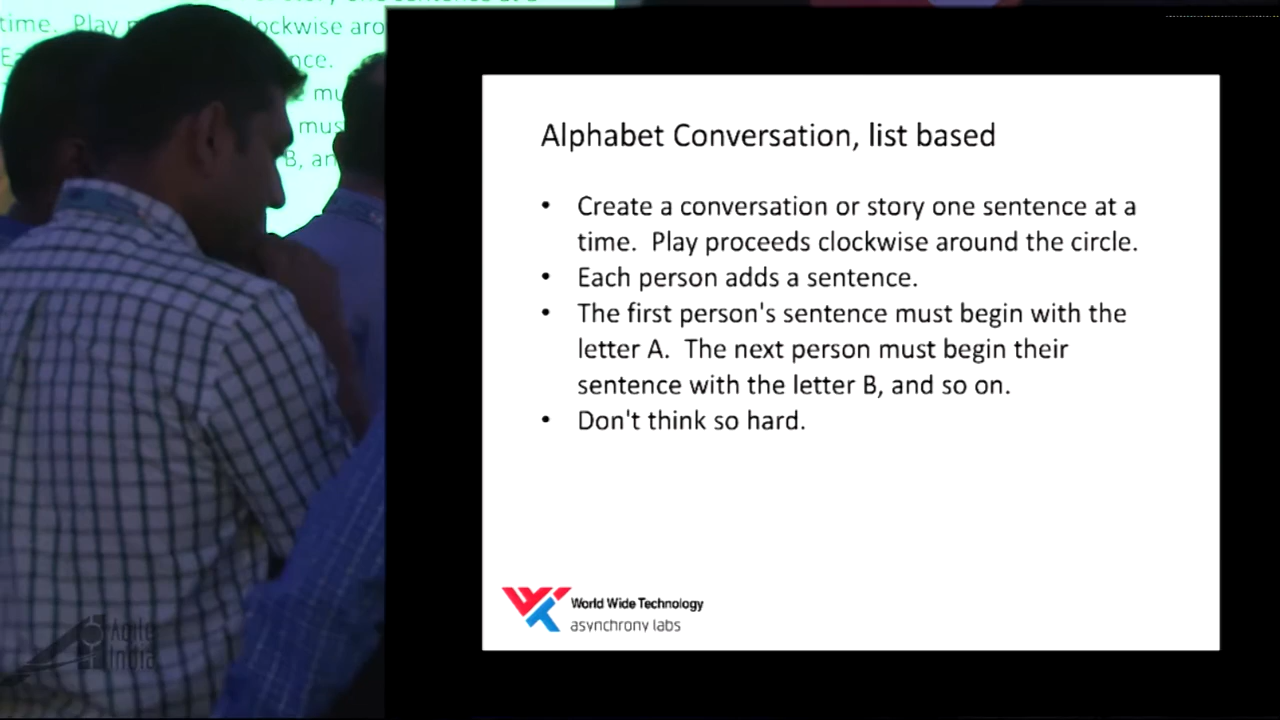 time. Play
ockwise aro
nce.
mus
B, an
Alphabet Conversation, list based
• Create a conversation or story one sentence at a
time. Play proceeds clockwise around the circle.
• Each person adds a sentence.
• The first person's sentence must begin with the
letter A. The next person must begin their
sentence with the letter B, and so on.
• Don't think so hard.
World Wide Technology
asynchrony labs
Agile
India